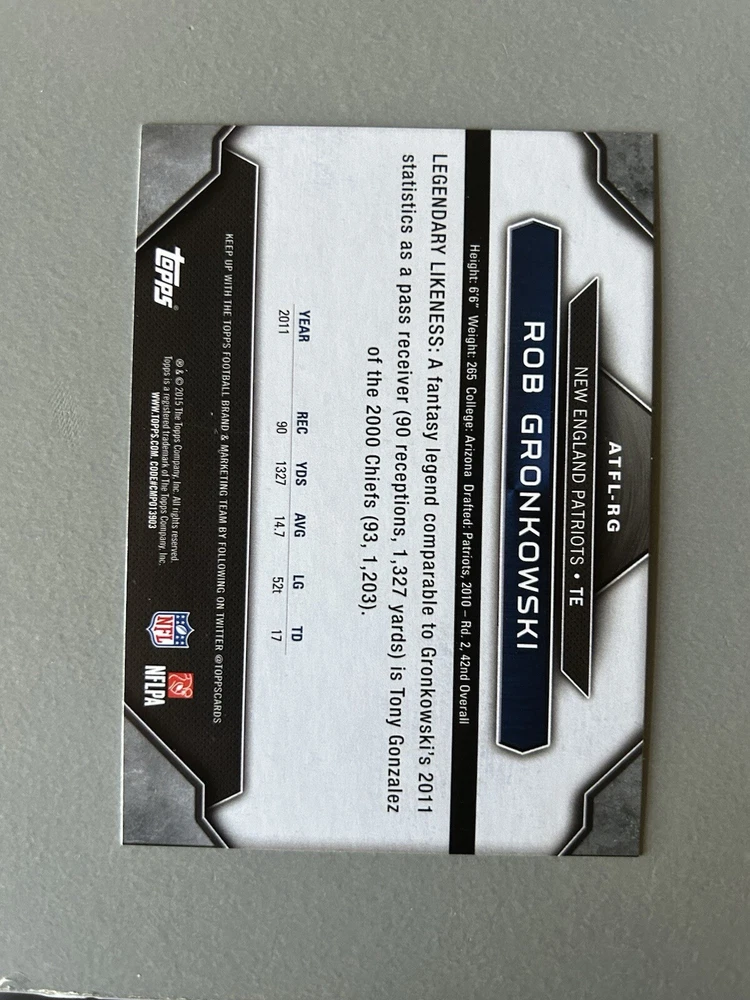 ATFL-RG
NEW ENGLAND PATRIOTS • TE
ROB GRONKOWSKI
Height: 6'6" Weight: 265 College: Arizona Drafted: Patriots, 2010 – Rd. 2, 42nd Overall
LEGENDARY LIKENESS: A fantasy legend comparable to Gronkowski's 2011
statistics as a pass receiver (90 receptions, 1,327 yards) is Tony Gonzalez
of the 2000 Chiefs (93, 1,203).
YEAR REC YDS AVG LG TD
2011 90 1327 14.7 52t 17
KEEP UP WITH THE TOPPS FOOTBALL BRAND & MARKETING TEAM BY FOLLOWING ON TWITTER @TOPPSCARDS
topps®
® & © 2015 The Topps Company, Inc. All rights reserved.
Topps is a registered trademark of The Topps Company, Inc.
WWW.TOPPS.COM. CODE#CMP013903
NFL
NFLPA